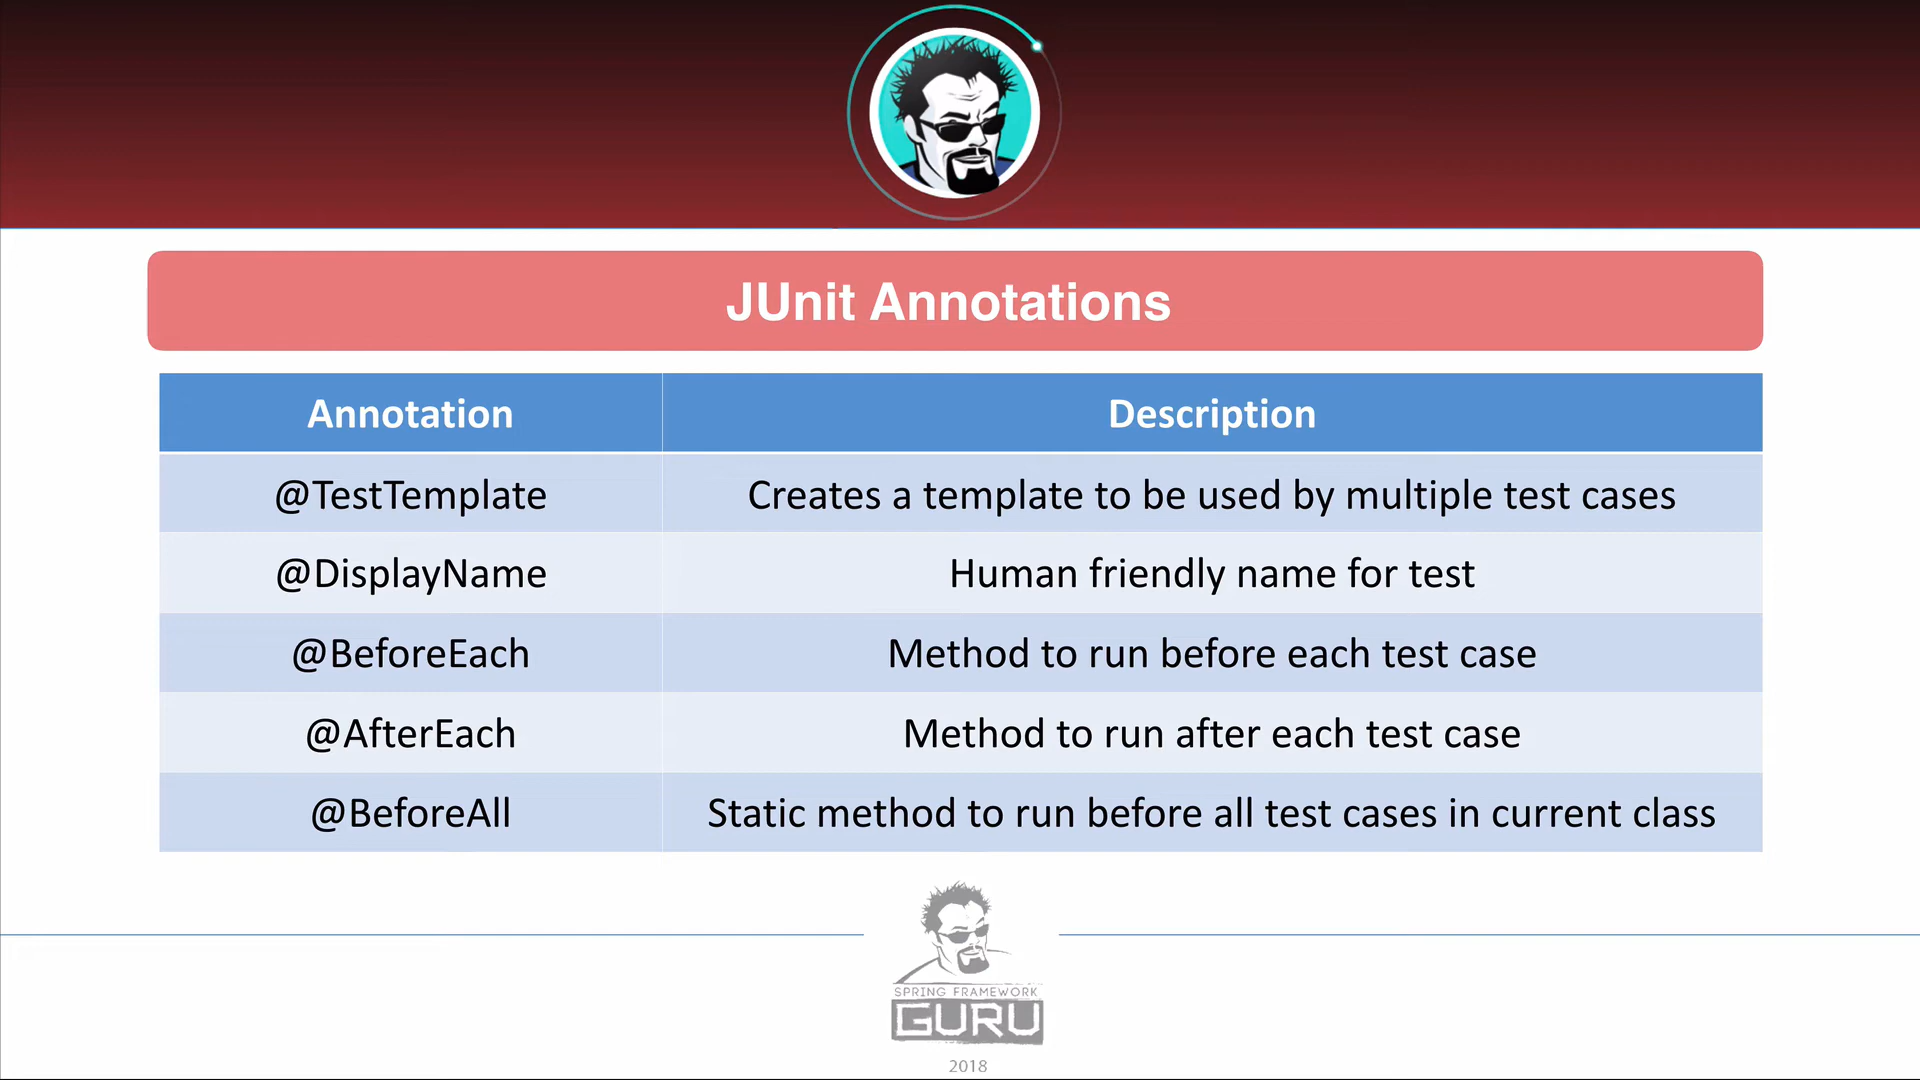 JUnit Annotations
Annotation Description
@TestTemplate Creates a template to be used by multiple test cases
@DisplayName Human friendly name for test
@BeforeEach Method to run before each test case
@AfterEach Method to run after each test case
@BeforeAll Static method to run before all test cases in current class
SPRING FRAMEWORK
GURU
2018